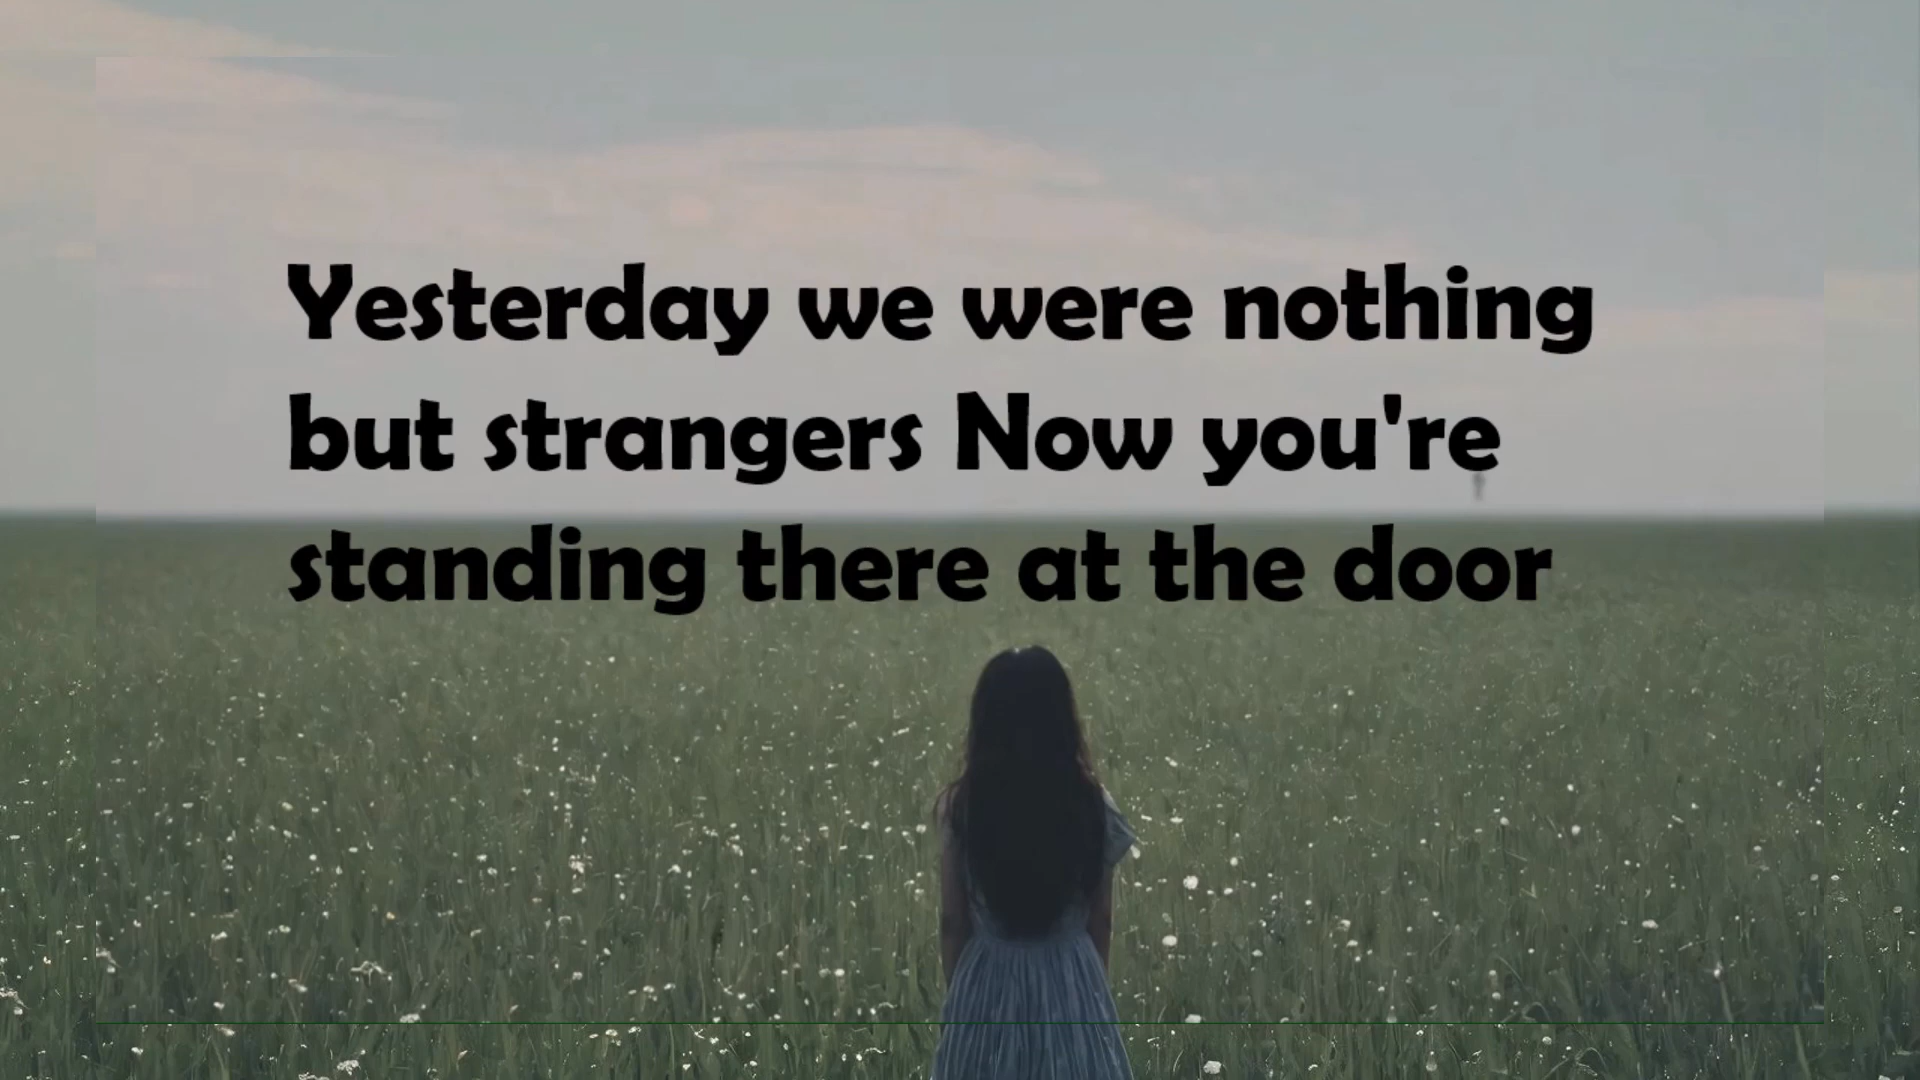 Yesterday we were nothing
but strangers Now you're
standing there at the door